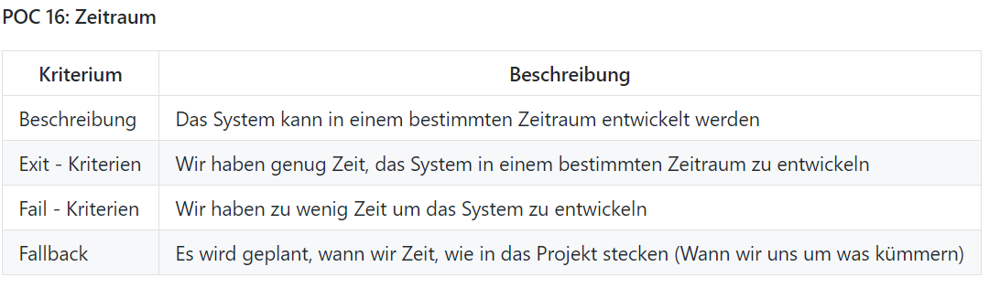 POC 16: Zeitraum
Kriterium Beschreibung
Beschreibung Das System kann in einem bestimmten Zeitraum entwickelt werden
Exit - Kriterien Wir haben genug Zeit, das System in einem bestimmten Zeitraum zu entwickeln
Fail - Kriterien Wir haben zu wenig Zeit um das System zu entwickeln
Fallback Es wird geplant, wann wir Zeit, wie in das Projekt stecken (Wann wir uns um was kümmern)